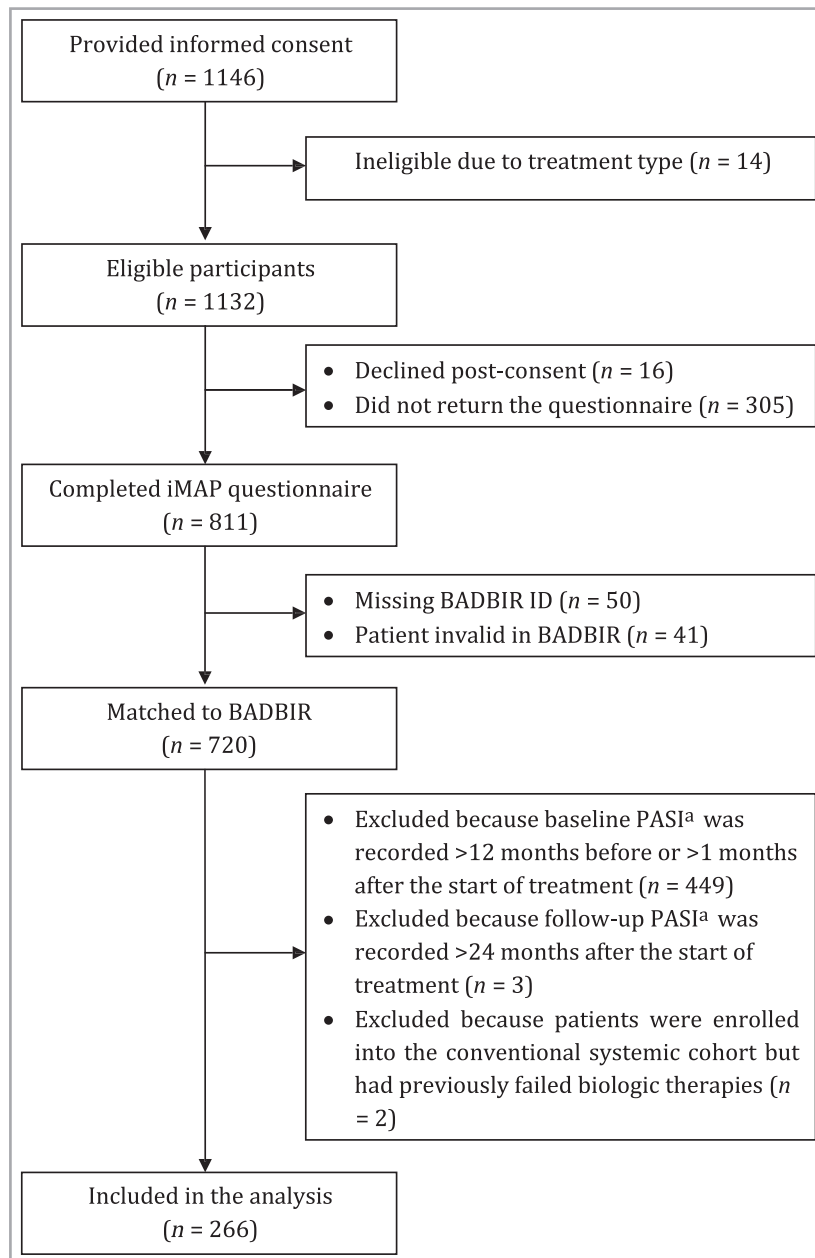 Provided informed consent
(n = 1146)
Ineligible due to treatment type (n = 14)
Eligible participants
(n = 1132)
• Declined post-consent (n = 16)
• Did not return the questionnaire (n = 305)
Completed iMAP questionnaire
(n = 811)
• Missing BADBIR ID (n = 50)
• Patient invalid in BADBIR (n = 41)
Matched to BADBIR
(n = 720)
• Excluded because baseline PASIᵃ was
recorded >12 months before or >1 months
after the start of treatment (n = 449)
• Excluded because follow-up PASIᵃ was
recorded >24 months after the start of
treatment (n = 3)
• Excluded because patients were enrolled
into the conventional systemic cohort but
had previously failed biologic therapies (n
= 2)
Included in the analysis
(n = 266)